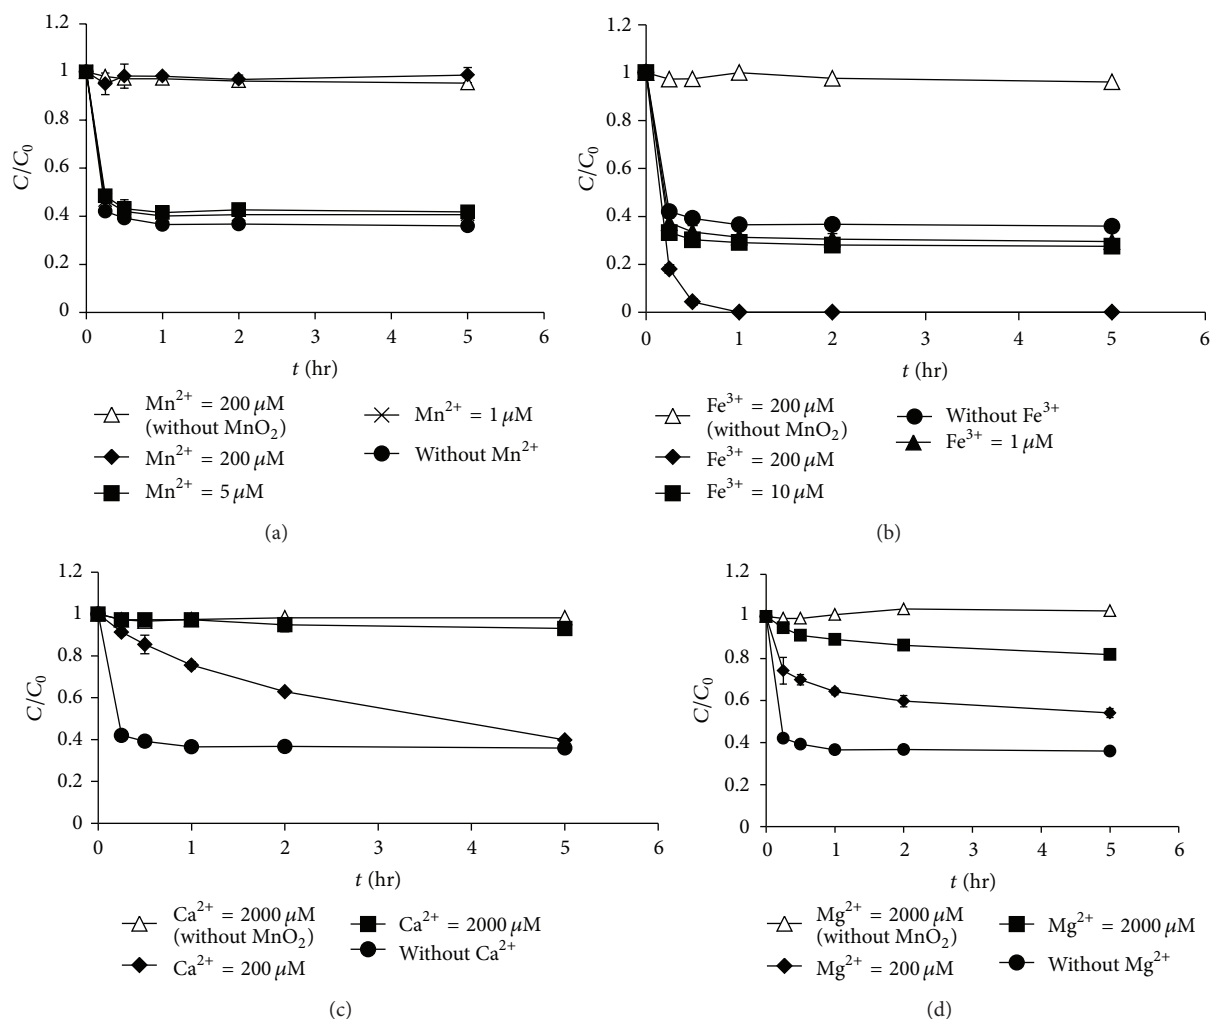 1.2
1
0.8
0.6
0.4
0.2
0
C/C0
0 1 2 3 4 5 6
t (hr)
Mn2+ = 200 μM
(without MnO2)
Mn2+ = 200 μM
Mn2+ = 5 μM
Mn2+ = 1 μM
Without Mn2+
(a)
1.2
1
0.8
0.6
0.4
0.2
0
C/C0
0 1 2 3 4 5 6
t (hr)
Fe3+ = 200 μM
(without MnO2)
Fe3+ = 200 μM
Fe3+ = 10 μM
Without Fe3+
Fe3+ = 1 μM
(b)
1.2
1
0.8
0.6
0.4
0.2
0
C/C0
0 1 2 3 4 5 6
t (hr)
Ca2+ = 2000 μM
(without MnO2)
Ca2+ = 200 μM
Ca2+ = 2000 μM
Without Ca2+
(c)
1.2
1
0.8
0.6
0.4
0.2
0
C/C0
0 1 2 3 4 5 6
t (hr)
Mg2+ = 2000 μM
(without MnO2)
Mg2+ = 200 μM
Mg2+ = 2000 μM
Without Mg2+
(d)